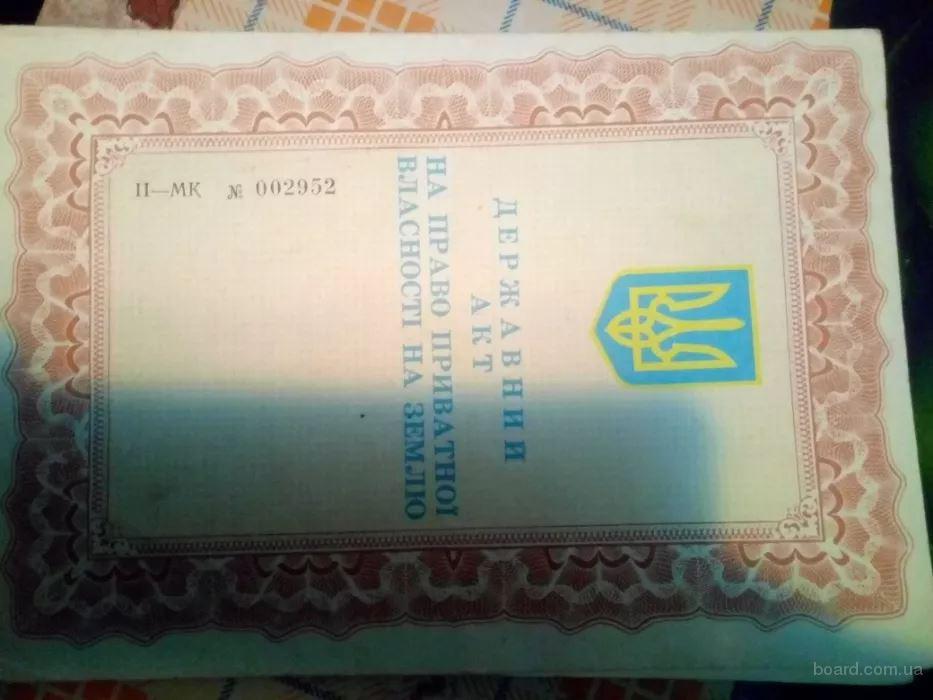 ДЕРЖАВНИЙ
АКТ
НА ПРАВО ПРИВАТНОЇ
ВЛАСНОСТІ НА ЗЕМЛЮ
II—МК № 002952
board.com.ua